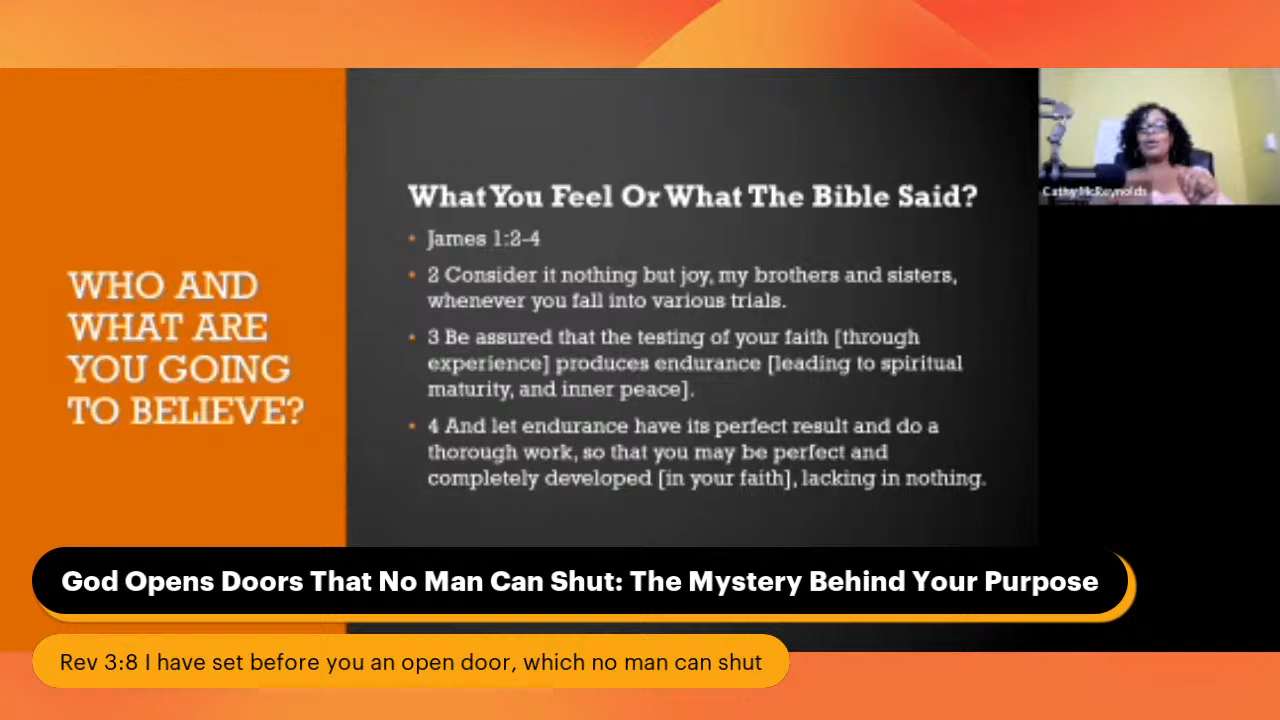 WHO AND
WHAT ARE
YOU GOING
TO BELIEVE?
What You Feel Or What The Bible Said?
• James 1:2-4
• 2 Consider it nothing but joy, my brothers and sisters,
whenever you fall into various trials.
• 3 Be assured that the testing of your faith [through
experience] produces endurance [leading to spiritual
maturity, and inner peace].
• 4 And let endurance have its perfect result and do a
thorough work, so that you may be perfect and
completely developed [in your faith], lacking in nothing.
Cathy McReynolds
God Opens Doors That No Man Can Shut: The Mystery Behind Your Purpose
Rev 3:8 I have set before you an open door, which no man can shut